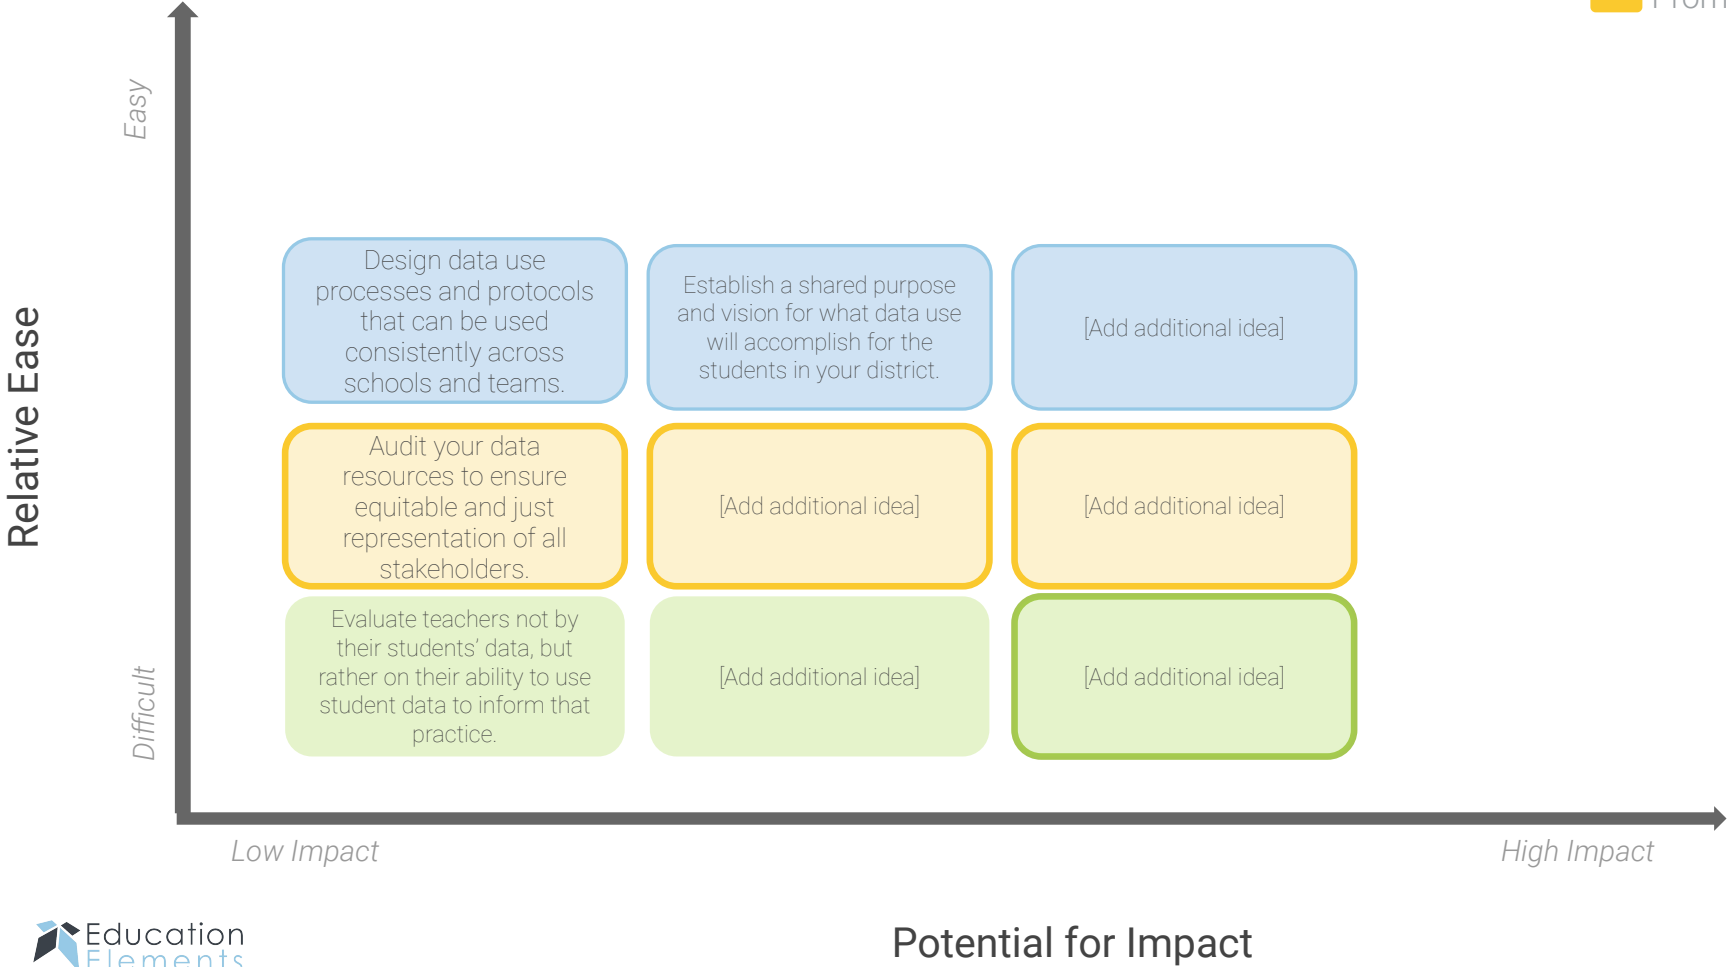 Easy
Relative Ease
Difficult
Design data use
processes and protocols
that can be used
consistently across
schools and teams.
Establish a shared purpose
and vision for what data use
will accomplish for the
students in your district.
[Add additional idea]
Audit your data
resources to ensure
equitable and just
representation of all
stakeholders.
[Add additional idea]
[Add additional idea]
Evaluate teachers not by
their students’ data, but
rather on their ability to use
student data to inform that
practice.
[Add additional idea]
[Add additional idea]
Low Impact
High Impact
Potential for Impact
Education
Elements